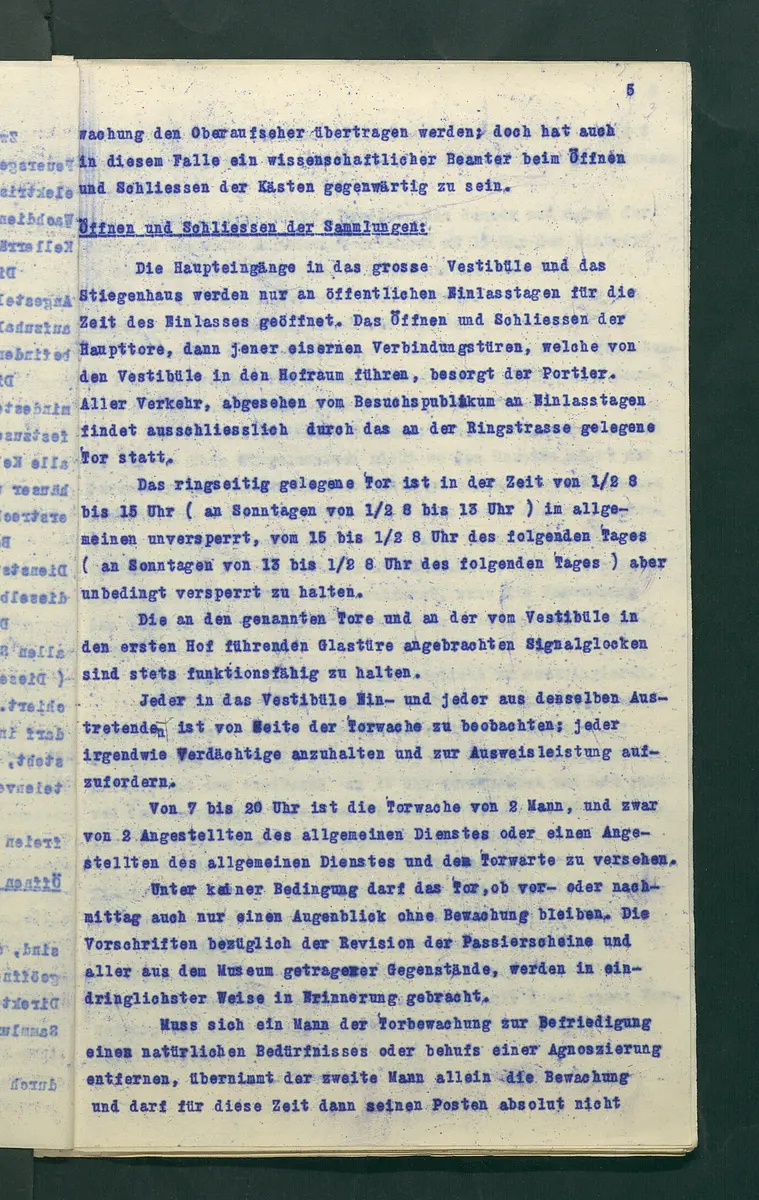 5
wachung den Oberaufseher übertragen werden; doch hat auch
in diesem Falle ein wissenschaftlicher Beamter beim Öffnen
und Schliessen der Kästen gegenwärtig zu sein.
Öffnen und Schliessen der Sammlungen:
Die Haupteingänge in das grosse Vestibüle und das
Stiegenhaus werden nur an öffentlichen Einlasstagen für die
Zeit des Einlasses geöffnet. Das Öffnen und Schliessen der
Haupttore, dann jener eisernen Verbindungstüren, welche von
den Vestibüle in den Hofraum führen, besorgt der Portier.
Aller Verkehr, abgesehen vom Besuchspublikum an Einlasstagen
findet ausschliesslich durch das an der Ringstrasse gelegene
Tor statt.
Das ringseitig gelegene Tor ist in der Zeit von 1/2 8
bis 15 Uhr ( an Sonntagen von 1/2 8 bis 13 Uhr ) im allge-
meinen unversperrt, vom 15 bis 1/2 8 Uhr des folgenden Tages
( an Sonntagen von 13 bis 1/2 8 Uhr des folgenden Tages ) aber
unbedingt versperrt zu halten.
Die an den genannten Tore und an der vom Vestibüle in
den ersten Hof führenden Glastüre angebrachten Signalglocken
sind stets funktionsfähig zu halten.
Jeder in das Vestibüle Ein- und jeder aus denselben Aus-
tretenden ist von Seite der Torwache zu beobachten; jeder
irgendwie Verdächtige anzuhalten und zur Ausweisleistung auf-
zufordern.
Von 7 bis 20 Uhr ist die Torwache von 2 Mann, und zwar
von 2 Angestellten des allgemeinen Dienstes oder einen Ange-
stellten des allgemeinen Dienstes und dem Torwarte zu versehen.
Unter keiner Bedingung darf das Tor,ob vor- oder nach-
mittag auch nur einen Augenblick ohne Bewachung bleiben. Die
Vorschriften bezüglich der Revision der Passierscheine und
aller aus dem Museum getragener Gegenstände, werden in ein-
dringlichster Weise in Erinnerung gebracht.
Muss sich ein Mann der Torbewachung zur Befriedigung
eines natürlichen Bedürfnisses oder behufs einer Agnoszierung
entfernen, übernimmt der zweite Mann allein die Bewachung
und darf für diese Zeit dann seinen Posten absolut nicht